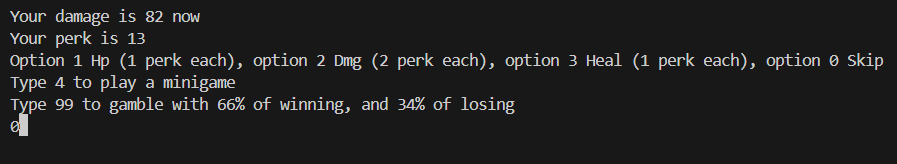 Your damage is 82 now
Your perk is 13
Option 1 Hp (1 perk each), option 2 Dmg (2 perk each), option 3 Heal (1 perk each), option 0 Skip
Type 4 to play a minigame
Type 99 to gamble with 66% of winning, and 34% of losing
0